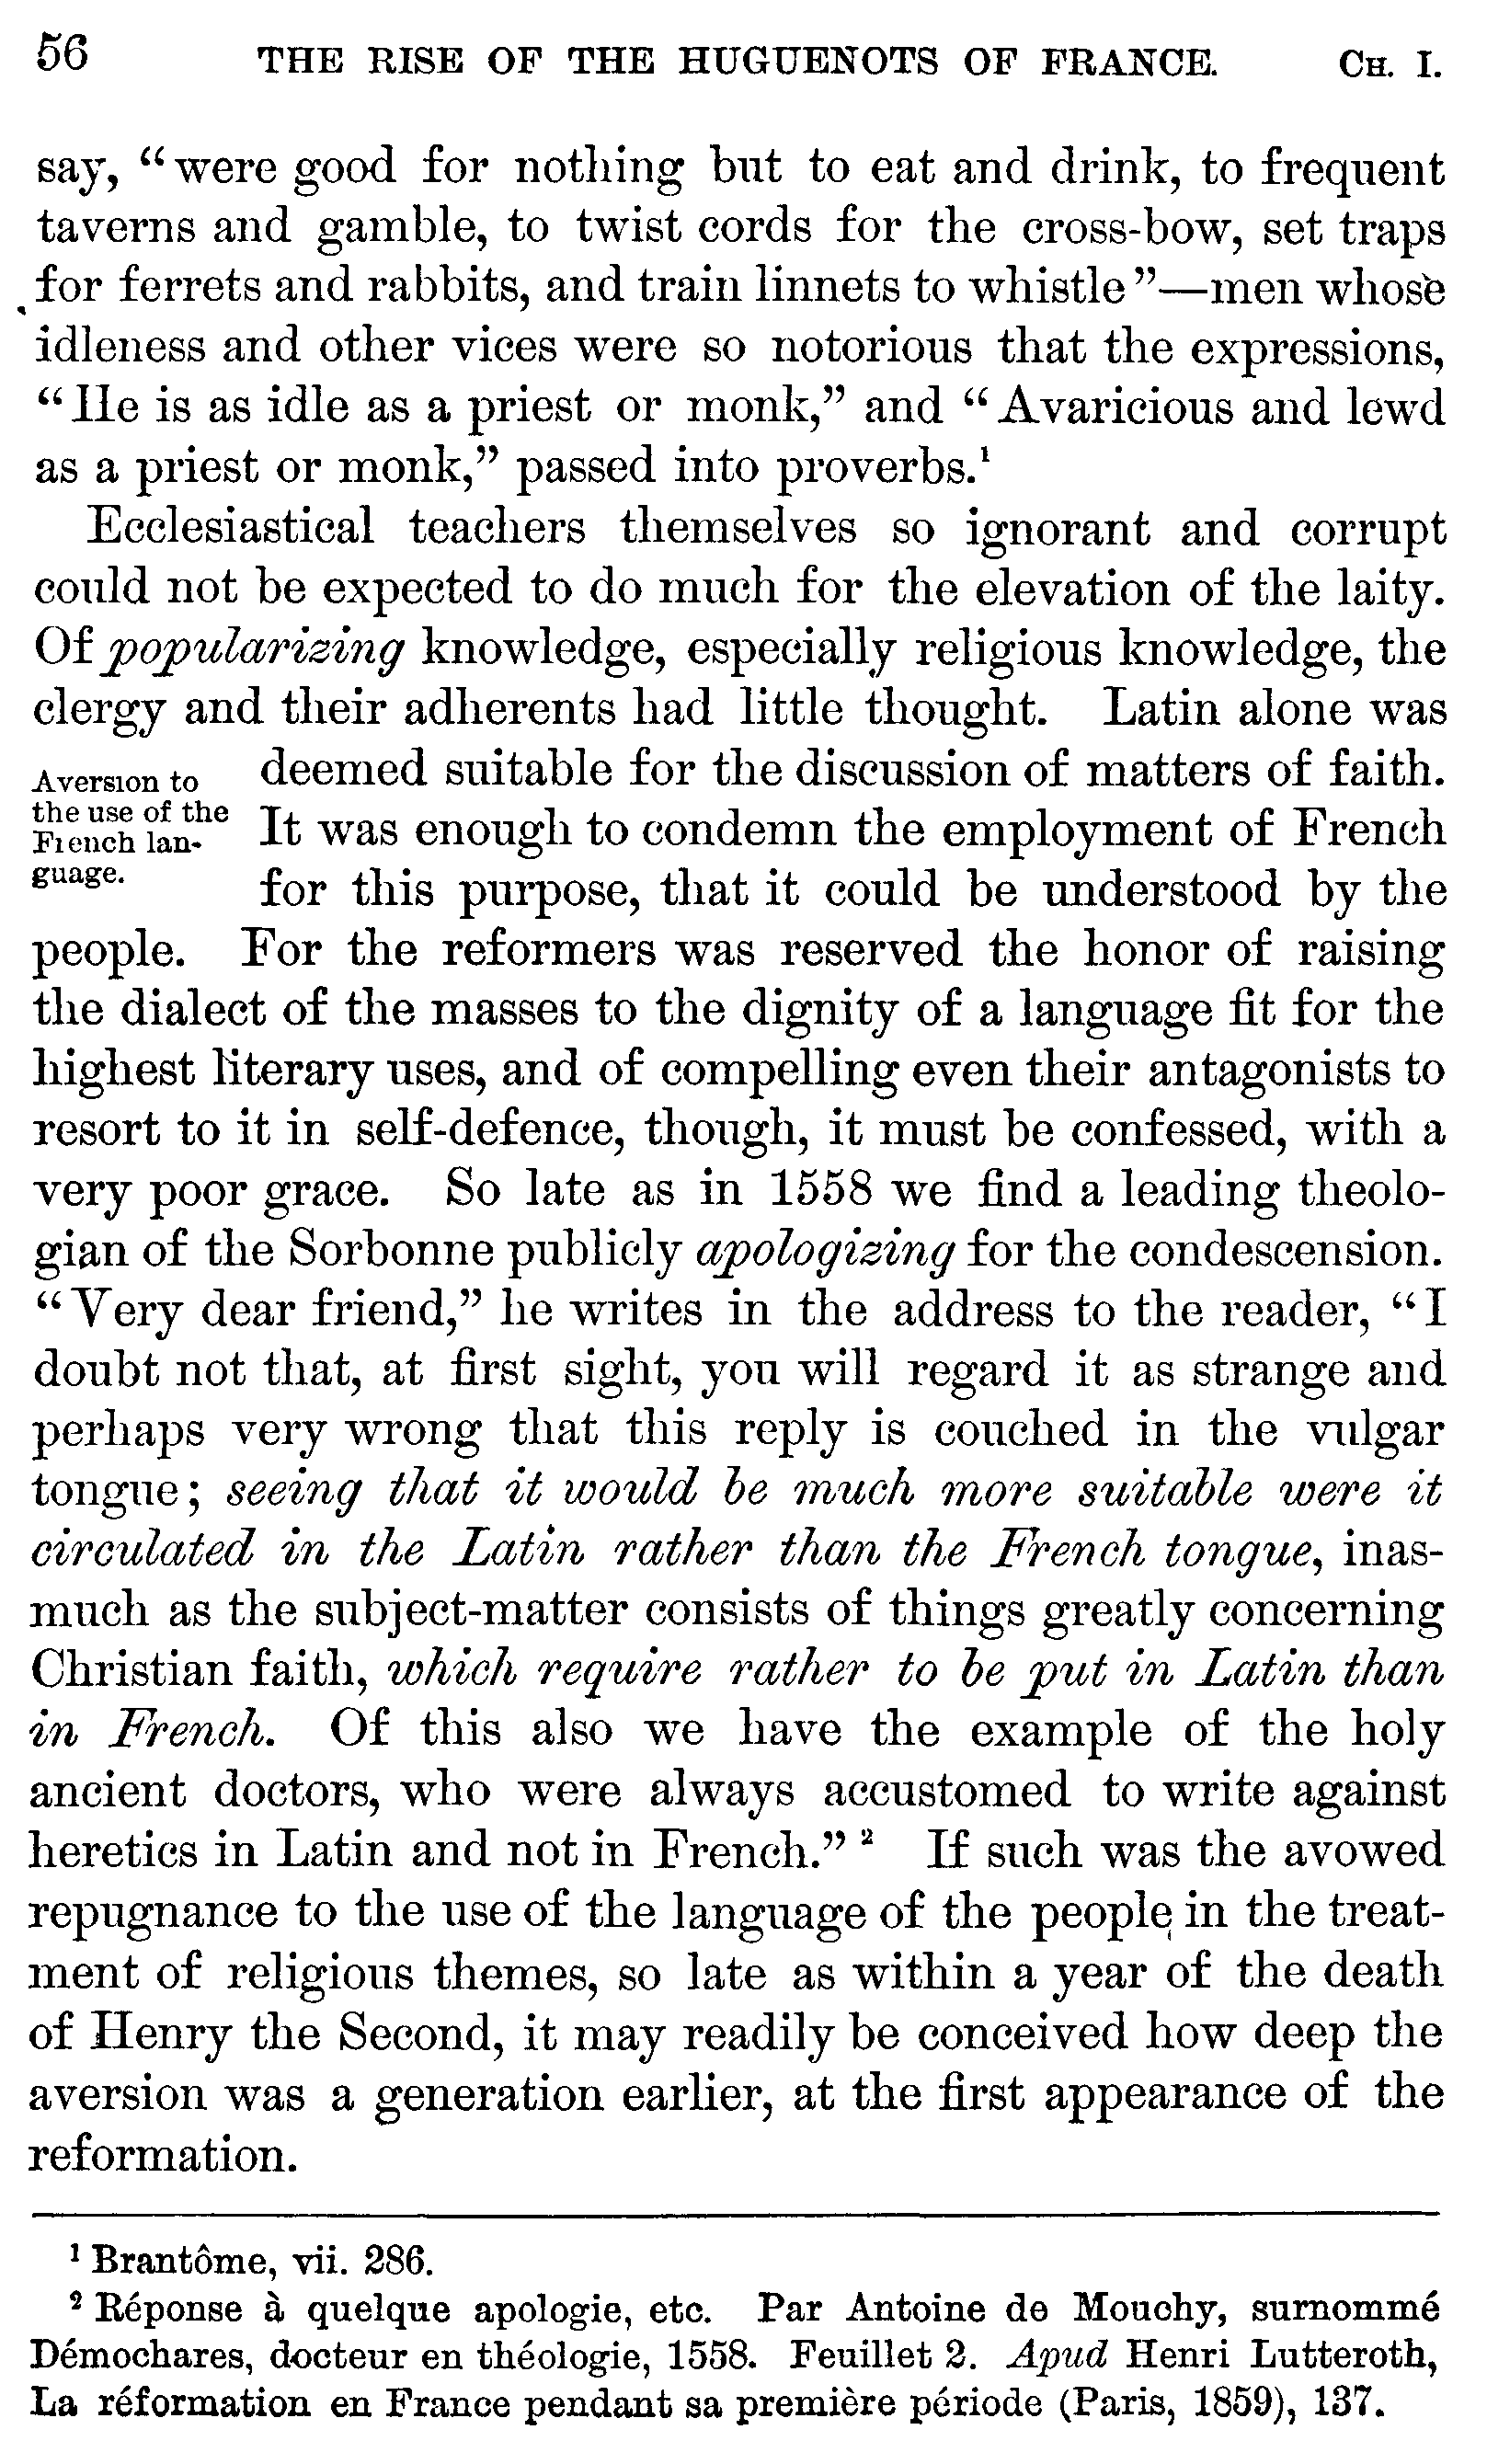 56 THE RISE OF THE HUGUENOTS OF FRANCE. CH. I.
say, "were good for nothing but to eat and drink, to frequent
taverns and gamble, to twist cords for the cross-bow, set traps
for ferrets and rabbits, and train linnets to whistle"—men whose
idleness and other vices were so notorious that the expressions,
"He is as idle as a priest or monk," and "Avaricious and lewd
as a priest or monk," passed into proverbs.¹
Ecclesiastical teachers themselves so ignorant and corrupt
could not be expected to do much for the elevation of the laity.
Of popularizing knowledge, especially religious knowledge, the
clergy and their adherents had little thought. Latin alone was
Aversion to
the use of the
French lan-
guage.
deemed suitable for the discussion of matters of faith.
It was enough to condemn the employment of French
for this purpose, that it could be understood by the
people. For the reformers was reserved the honor of raising
the dialect of the masses to the dignity of a language fit for the
highest literary uses, and of compelling even their antagonists to
resort to it in self-defence, though, it must be confessed, with a
very poor grace. So late as in 1558 we find a leading theolo-
gian of the Sorbonne publicly apologizing for the condescension.
"Very dear friend," he writes in the address to the reader, "I
doubt not that, at first sight, you will regard it as strange and
perhaps very wrong that this reply is couched in the vulgar
tongue; seeing that it would be much more suitable were it
circulated in the Latin rather than the French tongue, inas-
much as the subject-matter consists of things greatly concerning
Christian faith, which require rather to be put in Latin than
in French. Of this also we have the example of the holy
ancient doctors, who were always accustomed to write against
heretics in Latin and not in French."² If such was the avowed
repugnance to the use of the language of the people in the treat-
ment of religious themes, so late as within a year of the death
of Henry the Second, it may readily be conceived how deep the
aversion was a generation earlier, at the first appearance of the
reformation.
¹ Brantôme, vii. 286.
² Réponse à quelque apologie, etc. Par Antoine de Mouchy, surnommé
Démochares, docteur en théologie, 1558. Feuillet 2. Apud Henri Lutteroth,
La réformation en France pendant sa première période (Paris, 1859), 137.